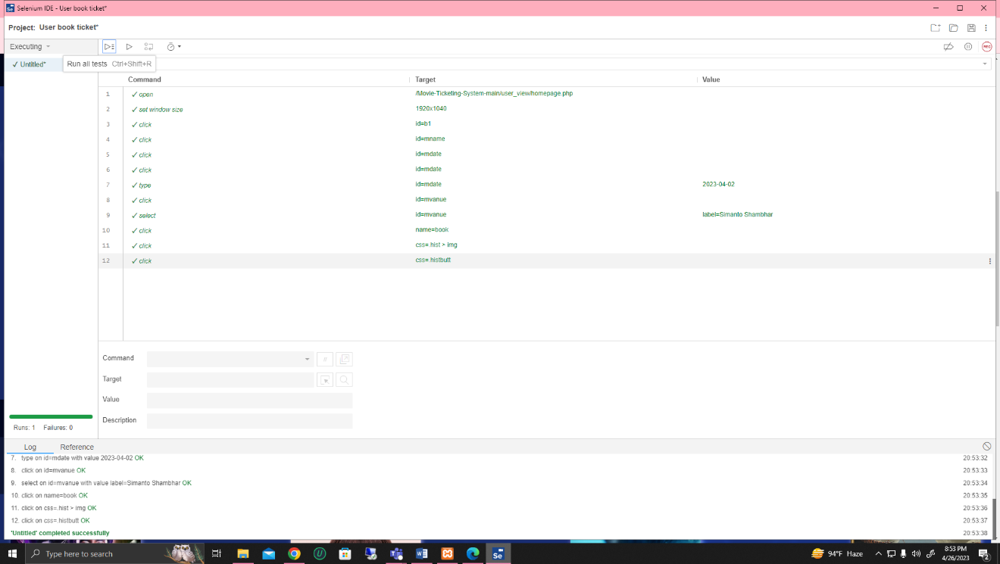 Selenium IDE - User book ticket*
Project: User book ticket*
Executing
✓ Untitled*
Run all tests Ctrl+Shift+R
Command Target Value
1 ✓ open /Movie-Ticketing-System-main/user_view/homepage.php
2 ✓ set window size 1920x1040
3 ✓ click id=b1
4 ✓ click id=mname
5 ✓ click id=mdate
6 ✓ click id=mdate
7 ✓ type id=mdate 2023-04-02
8 ✓ click id=mvanue
9 ✓ select id=mvanue label=Simanto Shambhar
10 ✓ click name=book
11 ✓ click css=.hist > img
12 ✓ click css=.histbutt
Command //
Target
Value
Description
Runs: 1 Failures: 0
Log Reference
7. type on id=mdate with value 2023-04-02 OK 20:53:32
8. click on id=mvanue OK 20:53:33
9. select on id=mvanue with value label=Simanto Shambhar OK 20:53:34
10. click on name=book OK 20:53:35
11. click on css=.hist > img OK 20:53:36
12. click on css=.histbutt OK 20:53:37
'Untitled' completed successfully 20:53:38
Type here to search
94°F Haze
8:53 PM
4/26/2023
2
REC
Se